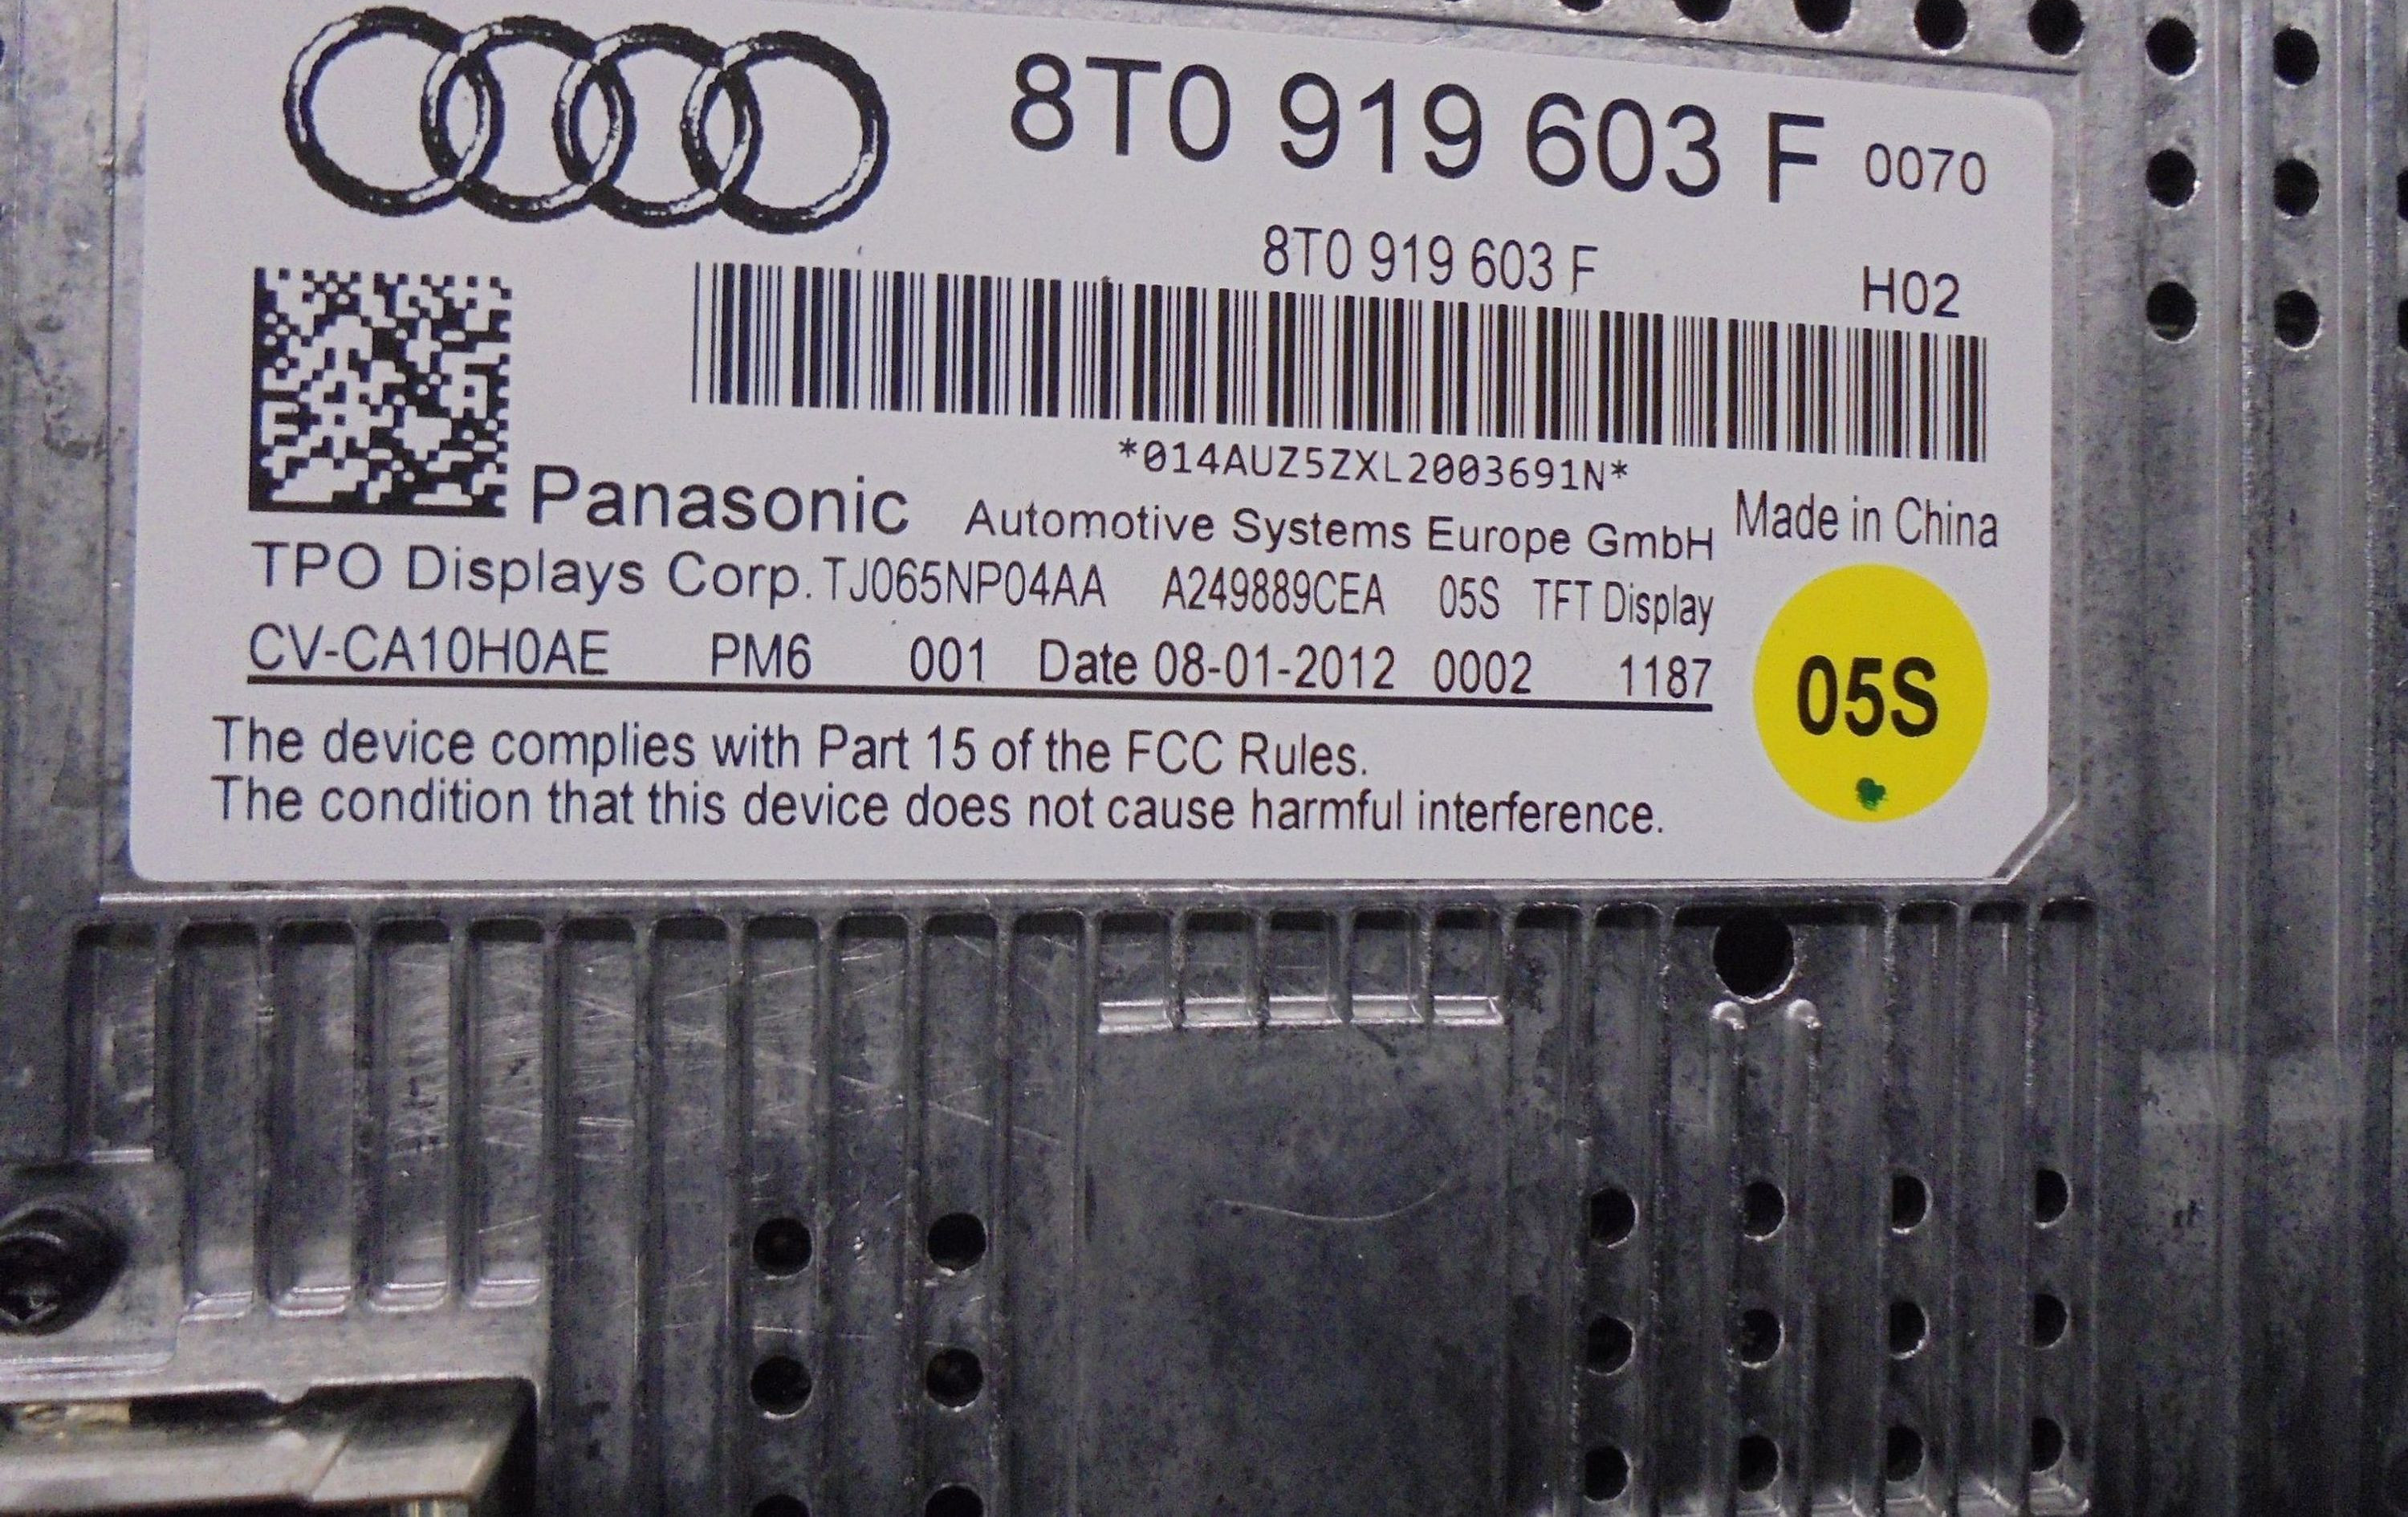 8T0 919 603 F 0070
8T0 919 603 F H02
*014AUZ5ZXL2003691N*
Panasonic Automotive Systems Europe GmbH Made in China
TPO Displays Corp. TJ065NP04AA A249889CEA 05S TFT Display
CV-CA10H0AE PM6 001 Date 08-01-2012 0002 1187
05S
The device complies with Part 15 of the FCC Rules.
The condition that this device does not cause harmful interference.